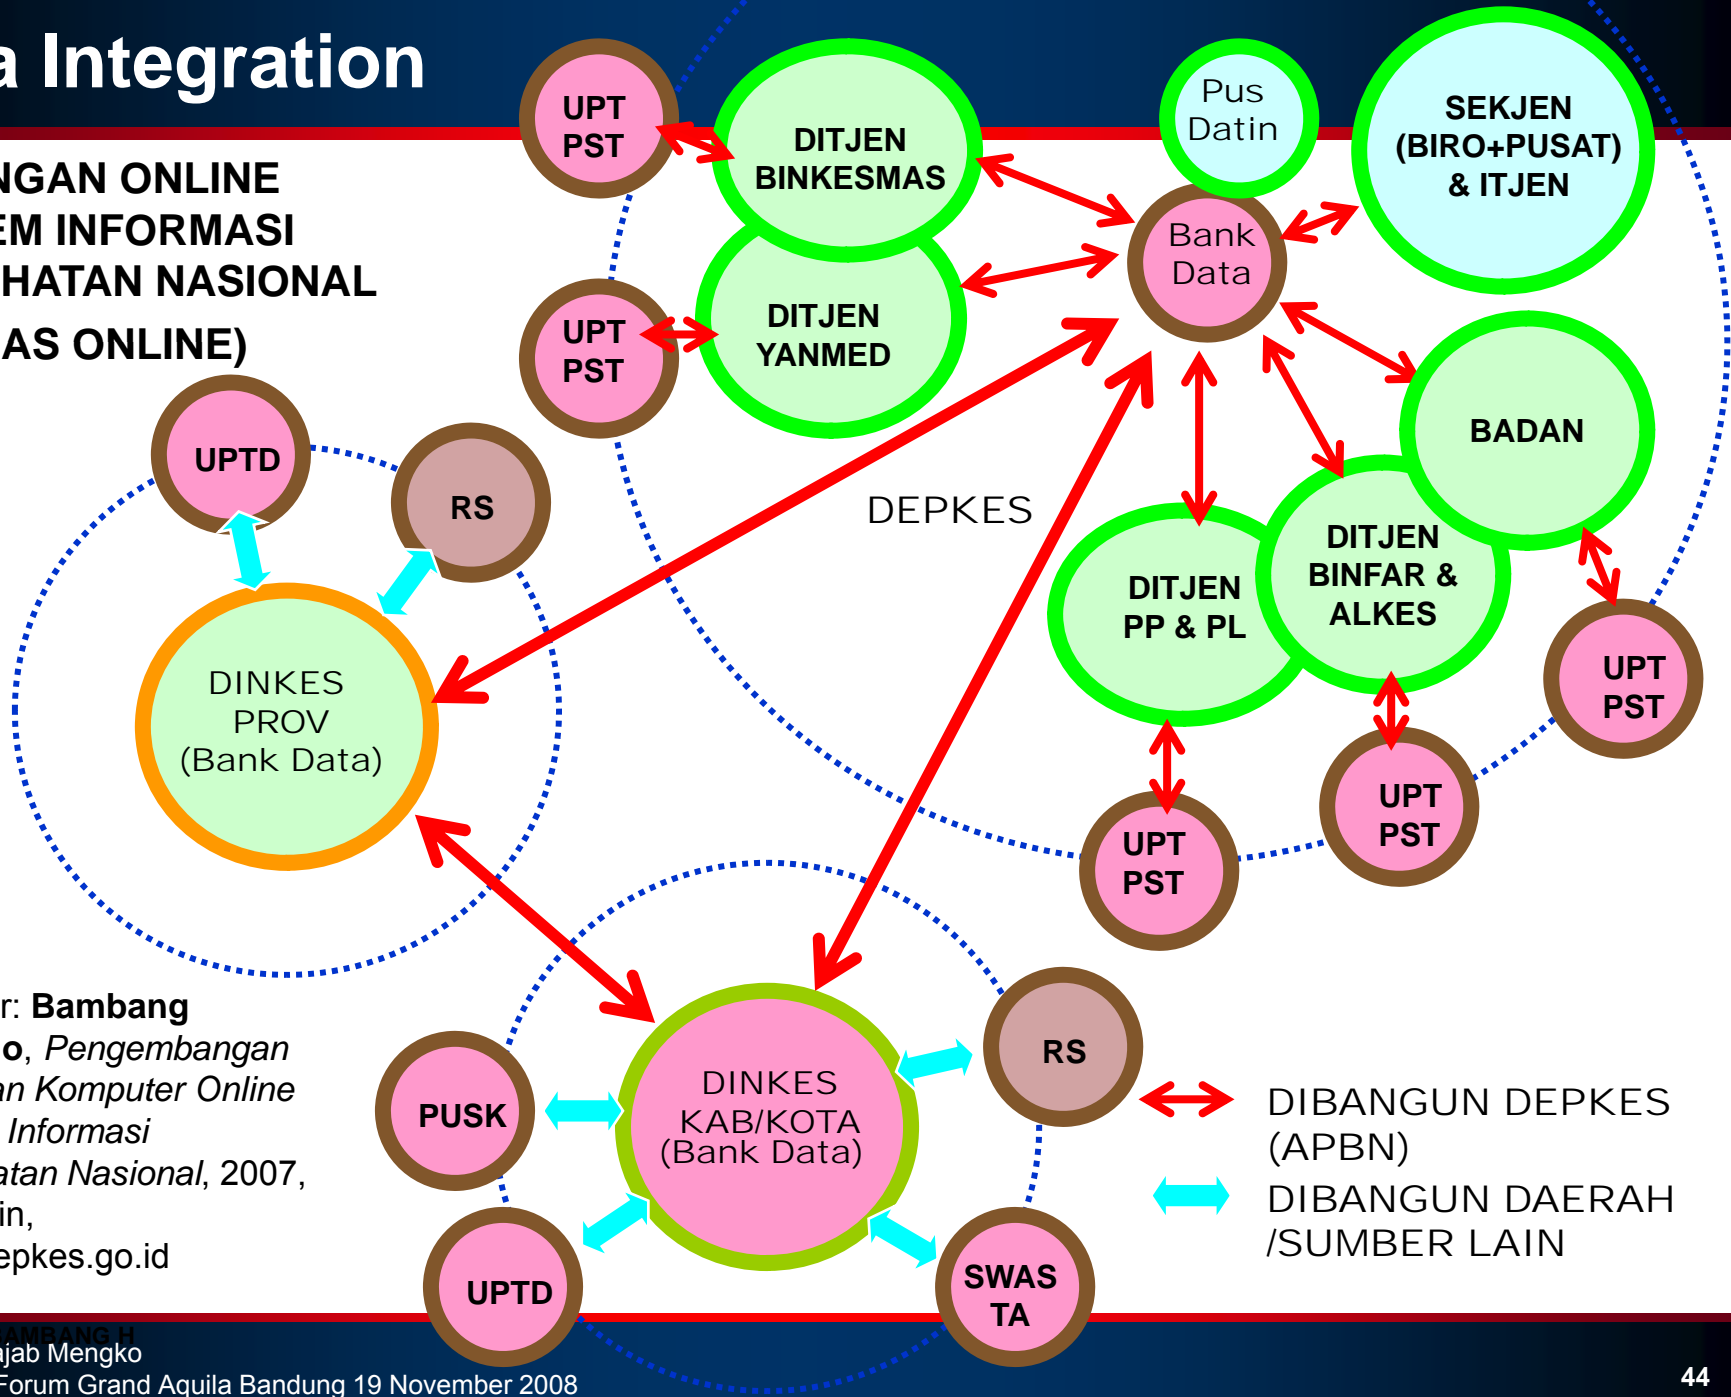 a Integration
NGAN ONLINE
EM INFORMASI
HATAN NASIONAL
AS ONLINE)
UPT
PST
DITJEN
BINKESMAS
Pus
Datin
SEKJEN
(BIRO+PUSAT)
& ITJEN
Bank
Data
UPT
PST
DITJEN
YANMED
BADAN
UPTD
RS
DEPKES
DITJEN
PP & PL
DITJEN
BINFAR &
ALKES
UPT
PST
DINKES
PROV
(Bank Data)
UPT
PST
UPT
PST
r: Bambang
o, Pengembangan
an Komputer Online
Informasi
atan Nasional, 2007,
in,
epkes.go.id
PUSK
DINKES
KAB/KOTA
(Bank Data)
RS
UPTD
SWAS
TA
DIBANGUN DEPKES
(APBN)
DIBANGUN DAERAH
/SUMBER LAIN
BAMBANG H
ajab Mengko
Forum Grand Aquila Bandung 19 November 2008
44